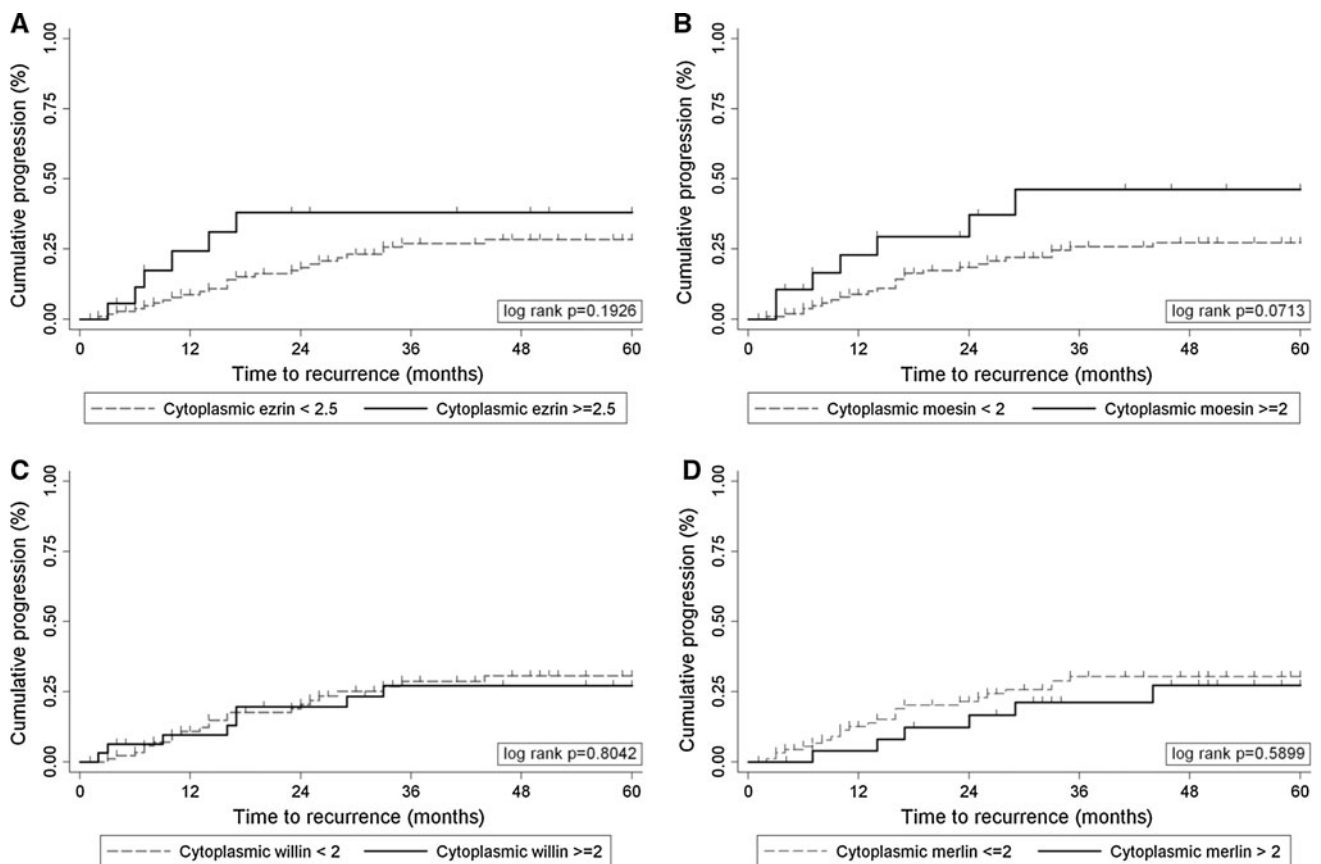 A
Cumulative progression (%)
1.00
0.75
0.50
0.25
0.00
log rank p=0.1926
0 12 24 36 48 60
Time to recurrence (months)
Cytoplasmic ezrin < 2.5 Cytoplasmic ezrin >=2.5
B
Cumulative progression (%)
1.00
0.75
0.50
0.25
0.00
log rank p=0.0713
0 12 24 36 48 60
Time to recurrence (months)
Cytoplasmic moesin < 2 Cytoplasmic moesin >=2
C
Cumulative progression (%)
1.00
0.75
0.50
0.25
0.00
log rank p=0.8042
0 12 24 36 48 60
Time to recurrence (months)
Cytoplasmic willin < 2 Cytoplasmic willin >=2
D
Cumulative progression (%)
1.00
0.75
0.50
0.25
0.00
log rank p=0.5899
0 12 24 36 48 60
Time to recurrence (months)
Cytoplasmic merlin <=2 Cytoplasmic merlin > 2